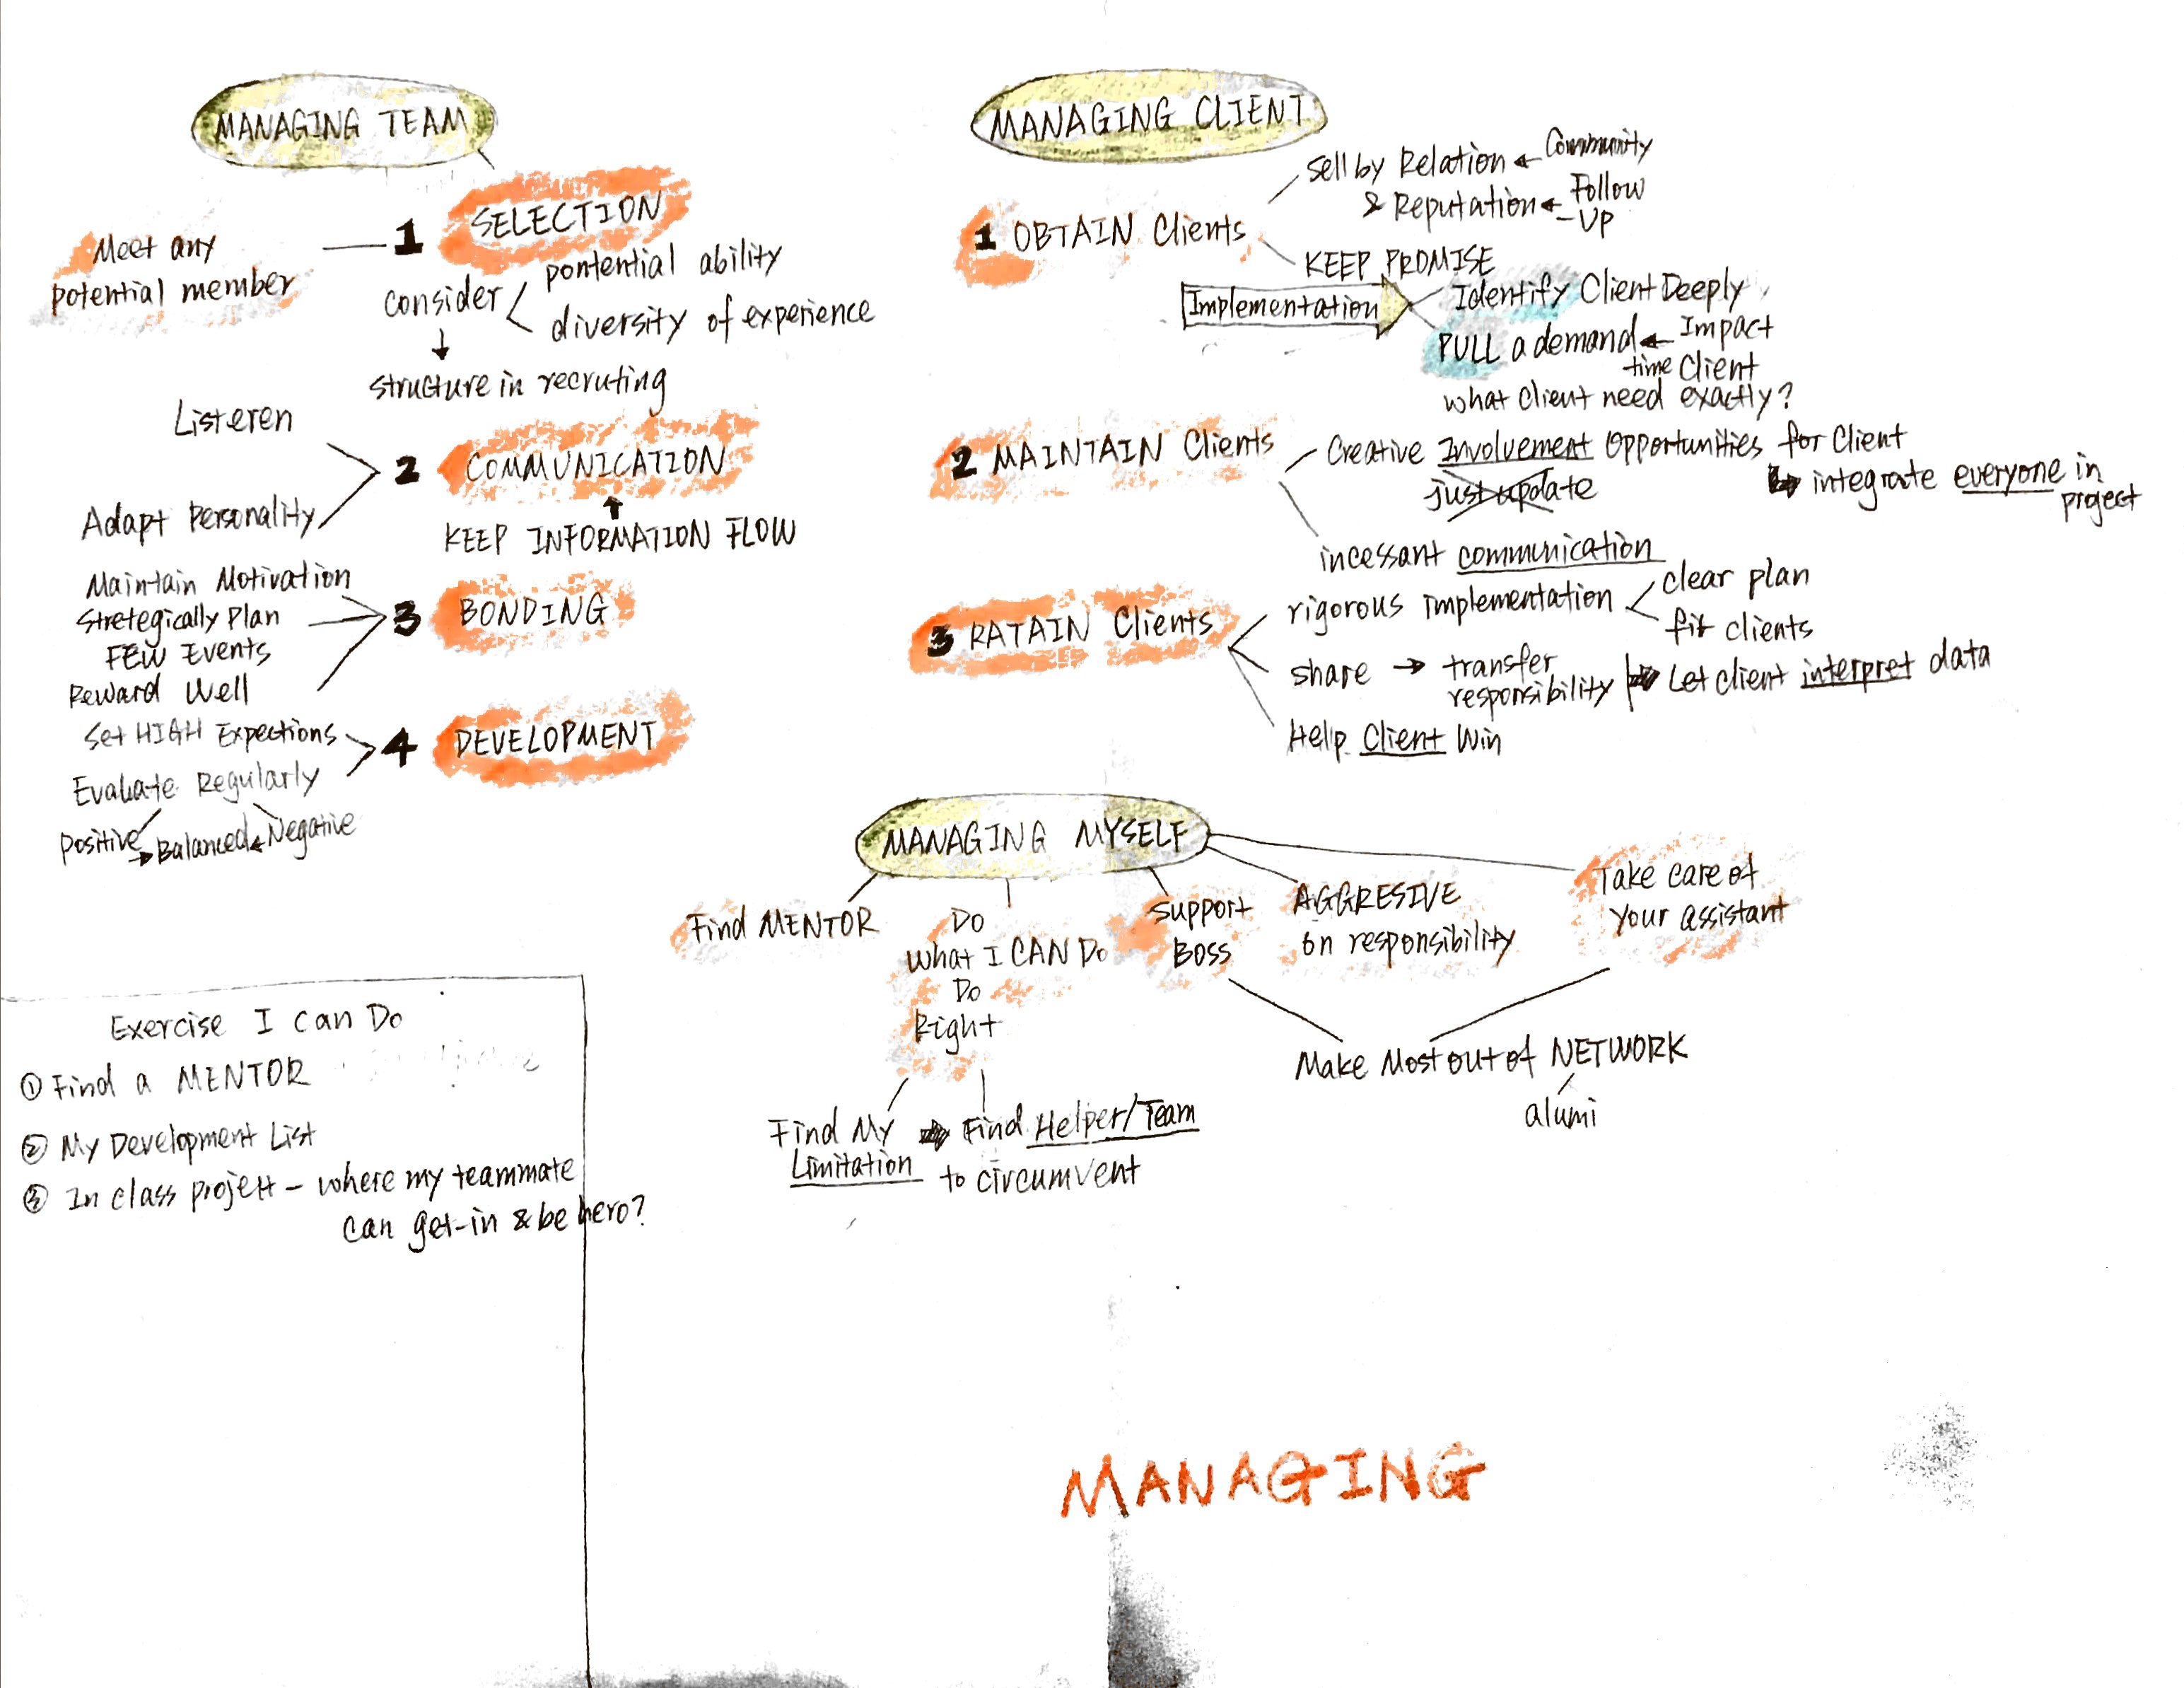 MANAGING TEAM
Meet any
potential member
1 SELECTION
consider
pontential ability
diversity of experience
structure in recruting
Listeren
Adapt Personality
2 COMMUNICATION
KEEP INFORMATION FLOW
Maintain Motivation
Stretegically Plan
FEW Events
Reward Well
3 BONDING
Set HIGH Expections
Evaluate Regularly
Positive Balanced Negative
4 DEVELOPMENT
MANAGING CLIENT
1 OBTAIN Clients
Sell by Relation Community
& Reputation Follow
-Up
KEEP PROMISE
Implementation
Identify Client Deeply
PULL a demand Impact
time Client
what client need exactly?
2 MAINTAIN Clients
Creative Involvement Opportunities for Client
just update
integrate everyone in
project
incessant communication
3 RATAIN Clients
rigorous implementation
clear plan
fit clients
share → transfer
responsibility
Let client interpret data
Help Client Win
MANAGING MYSELF
Find MENTOR
DO
What I CAN DO
Do
Right
Support
BOSS
AGGRESIVE
on responsibility
Take care of
your assistant
Make Most out of NETWORK
alumi
Find My
Limitation
Find Helper/Team
to circumvent
Exercise I can Do
① Find a MENTOR
② My Development List
③ In class projett - where my teammate
can get-in & be hero?
MANAGING